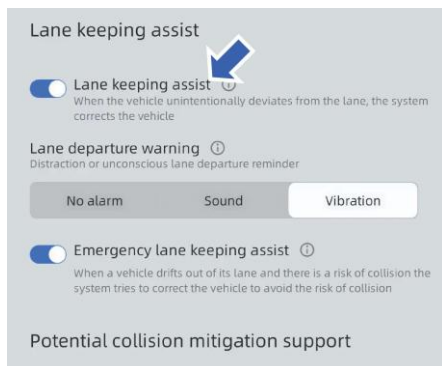 Lane keeping assist
Lane keeping assist
When the vehicle unintentionally deviates from the lane, the system
corrects the vehicle
Lane departure warning
Distraction or unconscious lane departure reminder
No alarm Sound Vibration
Emergency lane keeping assist
When a vehicle drifts out of its lane and there is a risk of collision the
system tries to correct the vehicle to avoid the risk of collision
Potential collision mitigation support